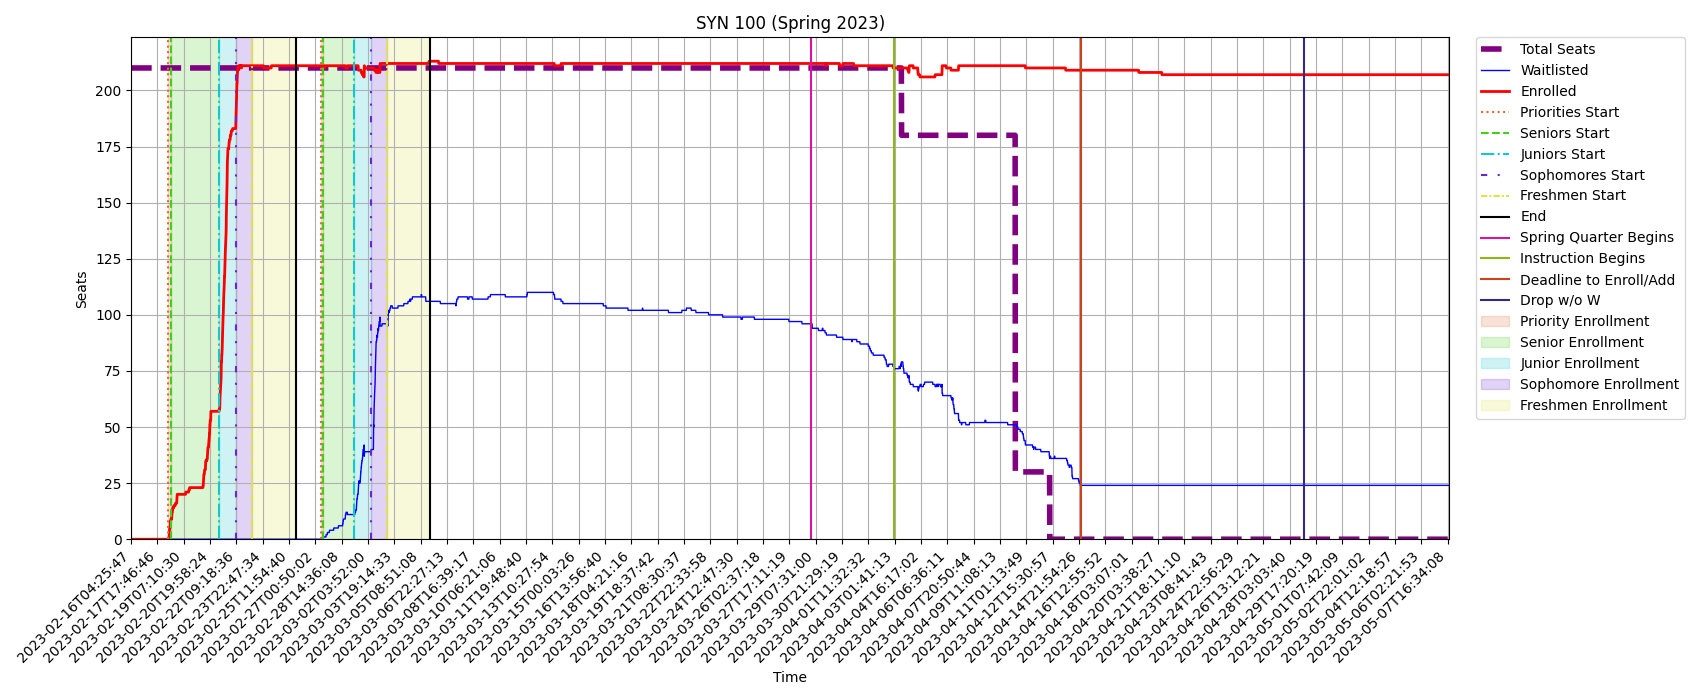 SYN 100 (Spring 2023)
Seats
200
175
150
125
100
75
50
25
0
2023-02-16T04:25:47
2023-02-17T17:46:46
2023-02-19T07:10:30
2023-02-20T19:58:24
2023-02-22T09:18:36
2023-02-23T22:47:34
2023-02-25T11:54:40
2023-02-27T00:50:02
2023-02-28T14:36:08
2023-03-02T03:52:00
2023-03-03T19:14:33
2023-03-05T08:51:08
2023-03-06T22:27:13
2023-03-08T16:39:17
2023-03-10T06:21:06
2023-03-11T19:48:40
2023-03-13T10:27:54
2023-03-15T00:03:26
2023-03-16T13:56:40
2023-03-18T04:21:16
2023-03-19T18:37:42
2023-03-21T08:30:37
2023-03-22T22:33:58
2023-03-24T12:47:30
2023-03-26T02:37:18
2023-03-27T17:11:19
2023-03-29T07:31:00
2023-03-30T21:29:19
2023-04-01T11:32:32
2023-04-03T01:41:13
2023-04-04T16:17:02
2023-04-06T06:36:11
2023-04-07T20:50:44
2023-04-09T11:08:13
2023-04-11T01:13:49
2023-04-12T15:30:57
2023-04-14T21:54:26
2023-04-16T12:55:52
2023-04-18T03:07:01
2023-04-20T03:38:27
2023-04-21T18:11:10
2023-04-23T08:41:43
2023-04-24T22:56:29
2023-04-26T13:12:21
2023-04-28T03:03:40
2023-04-29T17:20:19
2023-05-01T07:42:09
2023-05-02T22:01:02
2023-05-04T12:18:57
2023-05-06T02:21:53
2023-05-07T16:34:08
Time
Total Seats
Waitlisted
Enrolled
Priorities Start
Seniors Start
Juniors Start
Sophomores Start
Freshmen Start
End
Spring Quarter Begins
Instruction Begins
Deadline to Enroll/Add
Drop w/o W
Priority Enrollment
Senior Enrollment
Junior Enrollment
Sophomore Enrollment
Freshmen Enrollment